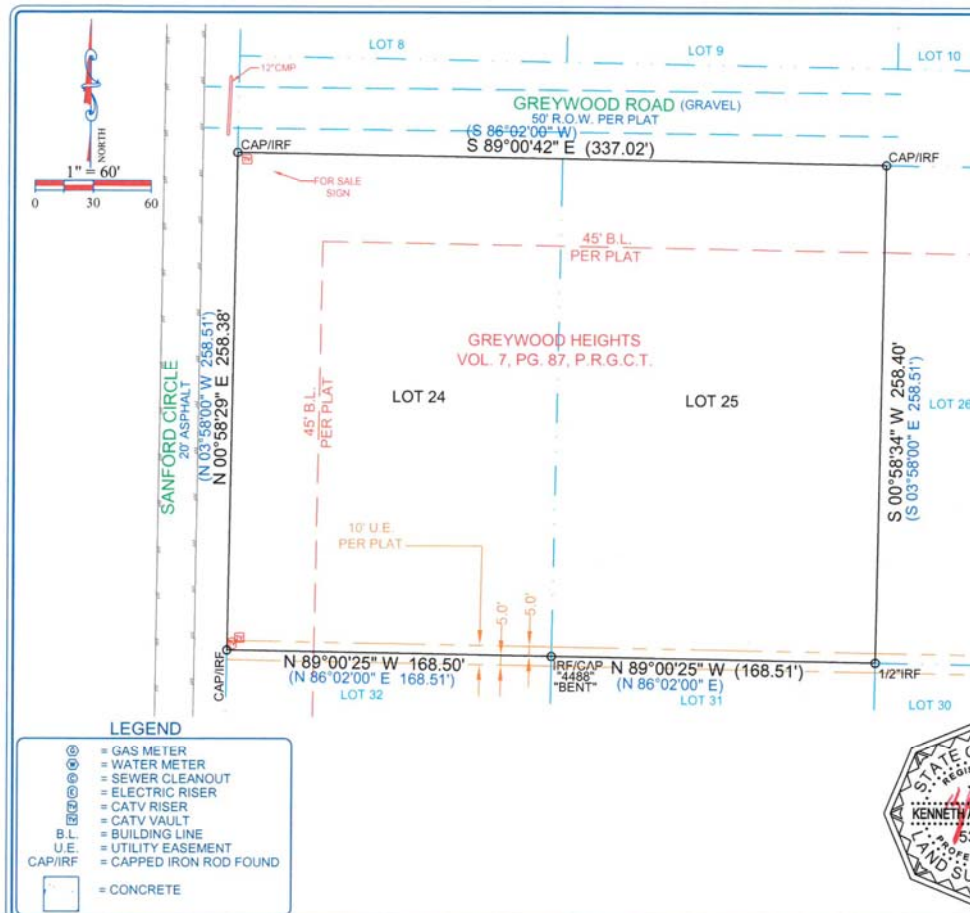 LOT 8
LOT 9
LOT 10
12"CMP
GREYWOOD ROAD (GRAVEL)
50' R.O.W. PER PLAT
(S 86°02'00" W)
S 89°00'42" E (337.02')
CAP/IRF
CAP/IRF
NORTH
1" = 60'
0 30 60
FOR SALE
SIGN
45' B.L.
PER PLAT
GREYWOOD HEIGHTS
VOL. 7, PG. 87, P.R.G.C.T.
LOT 24
LOT 25
LOT 26
SANFORD CIRCLE
20' ASPHALT
(N 03°58'00" W 258.51')
N 00°58'29" E 258.38'
45' B.L.
PER PLAT
S 00°58'34" W 258.40'
(S 03°58'00" E 258.51')
10' U.E.
PER PLAT
5.0'
5.0'
CAP/IRF
N 89°00'25" W 168.50'
(N 86°02'00" E 168.51')
LOT 32
IRF/CAP
"4488"
"BENT"
N 89°00'25" W (168.51')
(N 86°02'00" E)
LOT 31
1/2"IRF
LOT 30
LEGEND
G = GAS METER
W = WATER METER
C = SEWER CLEANOUT
E = ELECTRIC RISER
= CATV RISER
= CATV VAULT
B.L. = BUILDING LINE
U.E. = UTILITY EASEMENT
CAP/IRF = CAPPED IRON ROD FOUND
= CONCRETE
STATE
REGI
KENNETH
53
PROFE
LAND SU